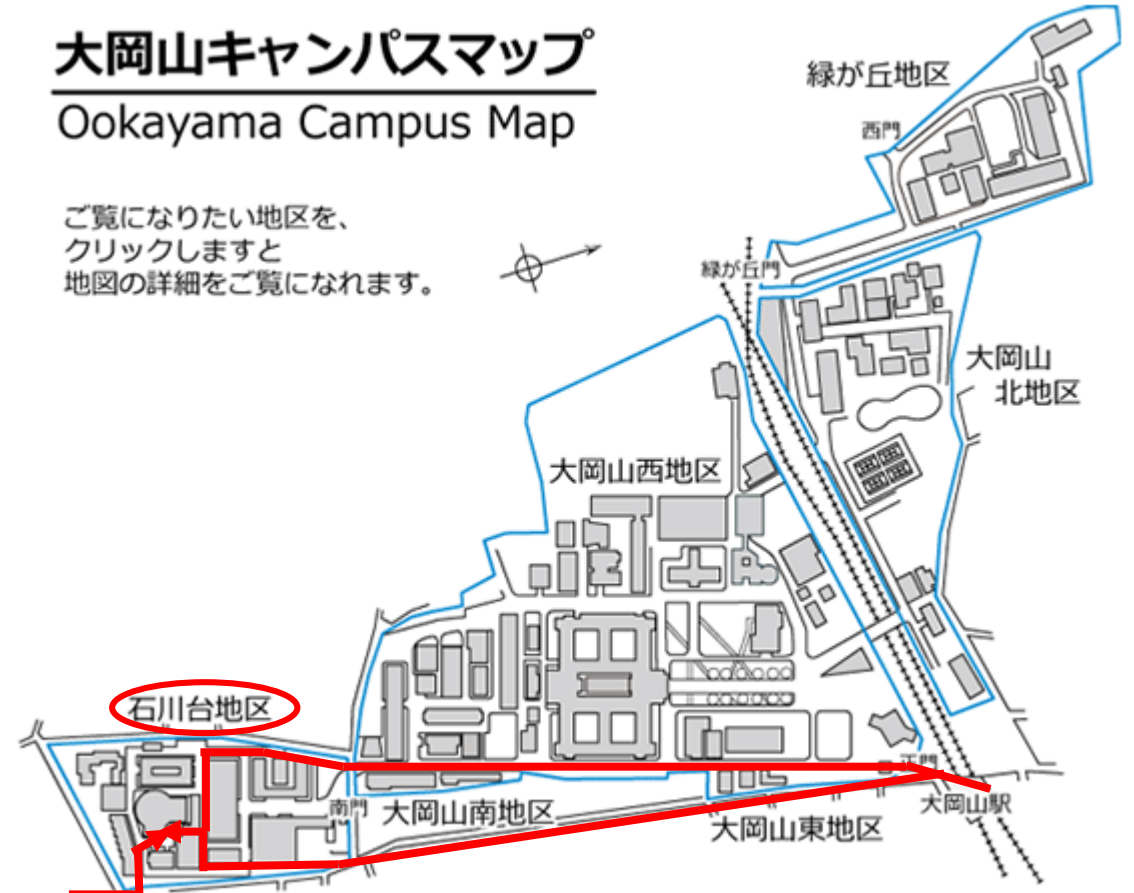 大岡山キャンパスマップ
Ookayama Campus Map
ご覧になりたい地区を、
クリックしますと
地図の詳細をご覧になれます。
緑が丘地区
西門
緑が丘門
大岡山
北地区
大岡山西地区
石川台地区
正門
南門
大岡山南地区
大岡山駅
大岡山東地区